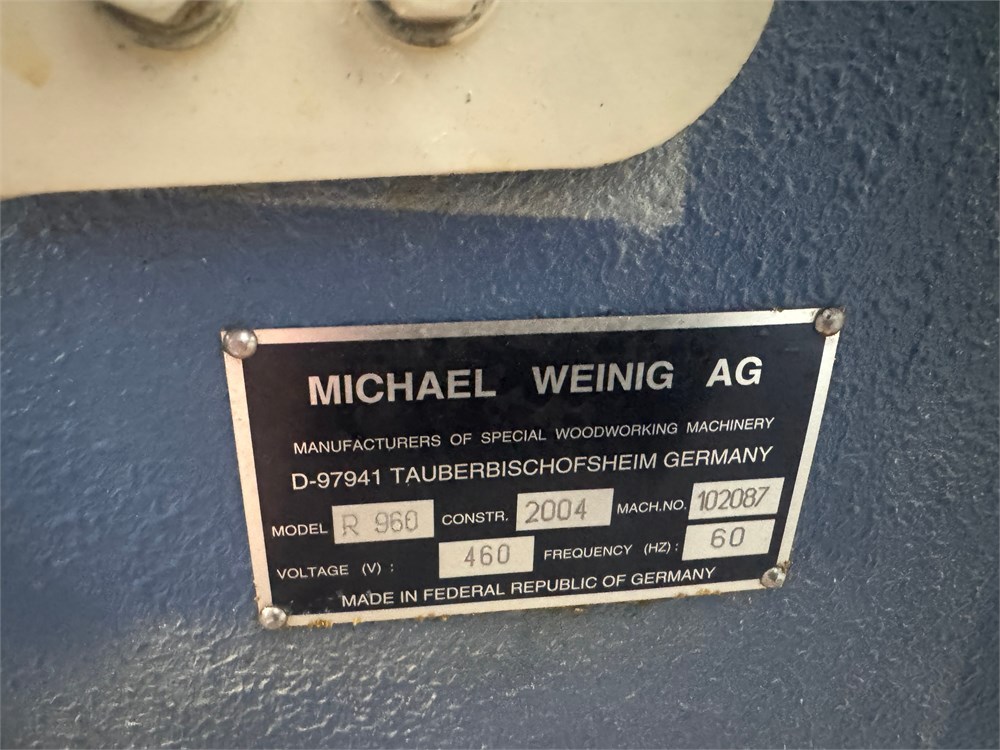 MICHAEL WEINIG AG
MANUFACTURERS OF SPECIAL WOODWORKING MACHINERY
D-97941 TAUBERBISCHOFSHEIM GERMANY
MODEL R 960 CONSTR. 2004 MACH.NO. 102087
VOLTAGE (V) : 460 FREQUENCY (HZ) : 60
MADE IN FEDERAL REPUBLIC OF GERMANY